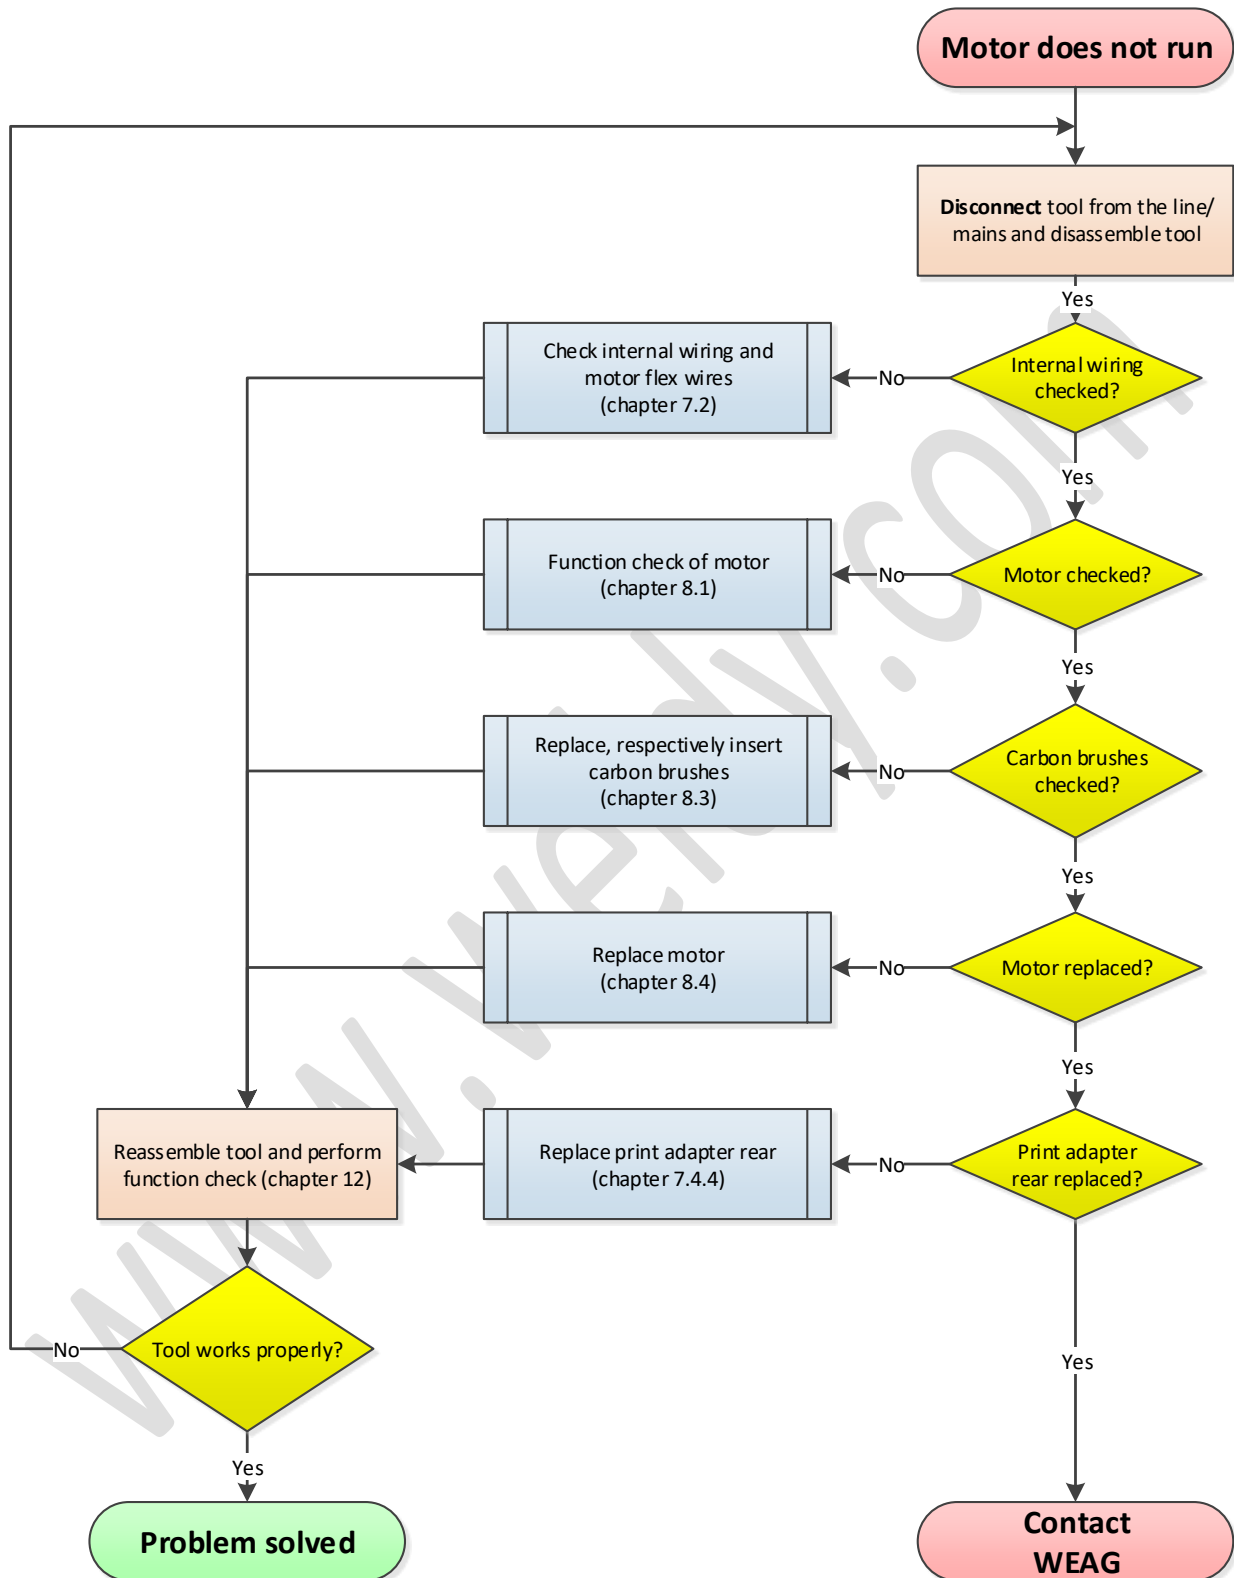 Motor does not run
Disconnect tool from the line/
mains and disassemble tool
Yes
Internal wiring
checked?
No
Check internal wiring and
motor flex wires
(chapter 7.2)
Yes
Motor checked?
No
Function check of motor
(chapter 8.1)
Yes
Carbon brushes
checked?
No
Replace, respectively insert
carbon brushes
(chapter 8.3)
Yes
Motor replaced?
No
Replace motor
(chapter 8.4)
Yes
Print adapter
rear replaced?
No
Replace print adapter rear
(chapter 7.4.4)
Reassemble tool and perform
function check (chapter 12)
Tool works properly?
No
Yes
Yes
Problem solved
Contact
WEAG
www.weldy.com